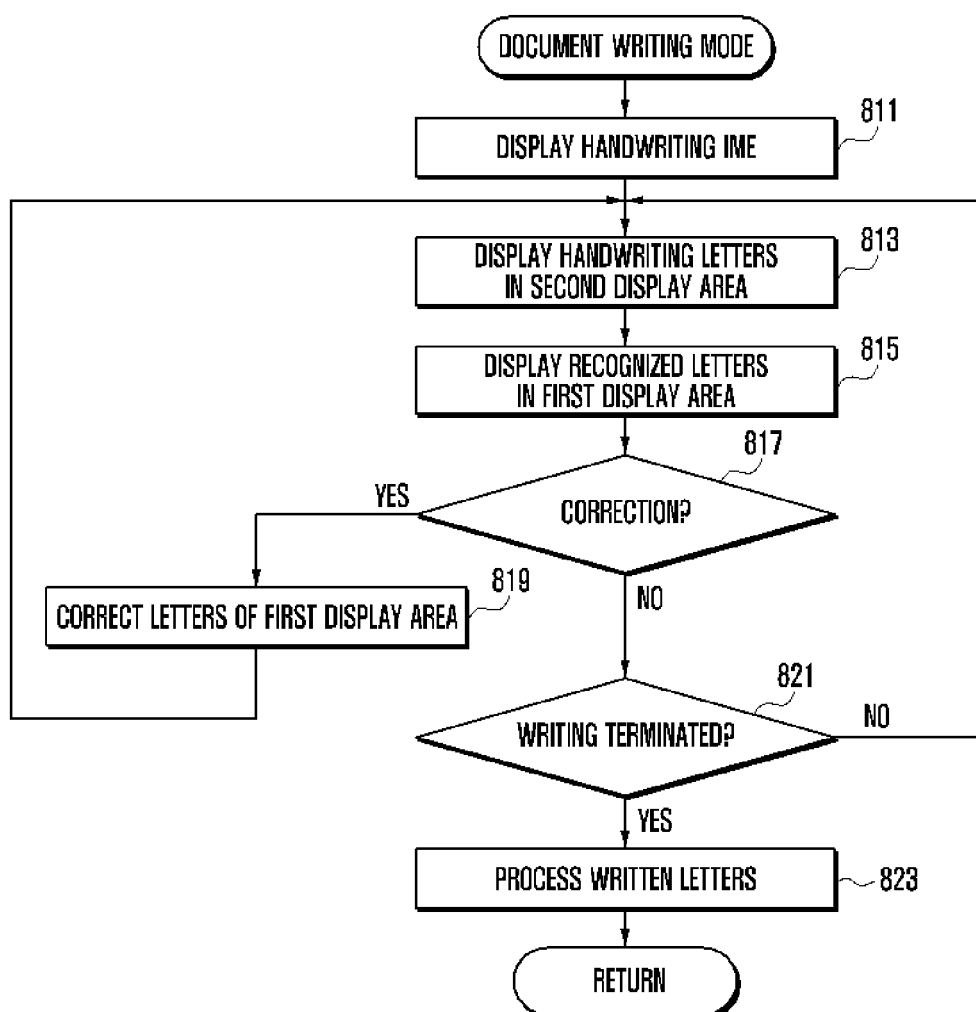 DOCUMENT WRITING MODE
811
DISPLAY HANDWRITING IME
813
DISPLAY HANDWRITING LETTERS
IN SECOND DISPLAY AREA
815
DISPLAY RECOGNIZED LETTERS
IN FIRST DISPLAY AREA
817
YES
CORRECTION?
819
NO
CORRECT LETTERS OF FIRST DISPLAY AREA
821
NO
WRITING TERMINATED?
YES
PROCESS WRITTEN LETTERS
823
RETURN